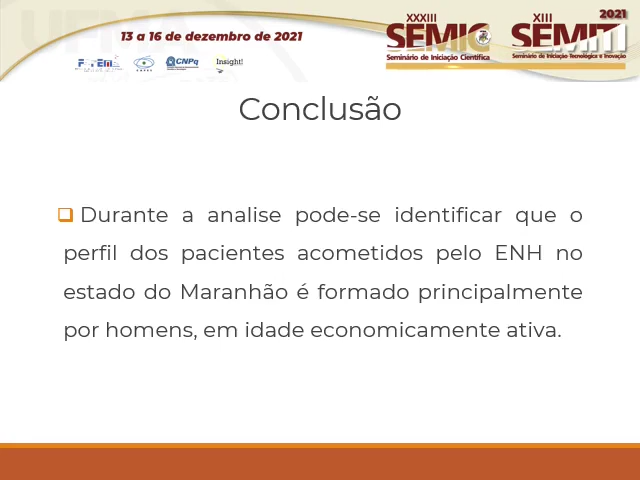 13 a 16 de dezembro de 2021
CNPq
Insight!
XXXIII
SEMIC
Seminário de Iniciação Científica
XIII
2021
SEMITI
Seminário de Iniciação Tecnológica e Inovação
Conclusão
Durante a analise pode-se identificar que o
perfil dos pacientes acometidos pelo ENH no
estado do Maranhão é formado principalmente
por homens, em idade economicamente ativa.